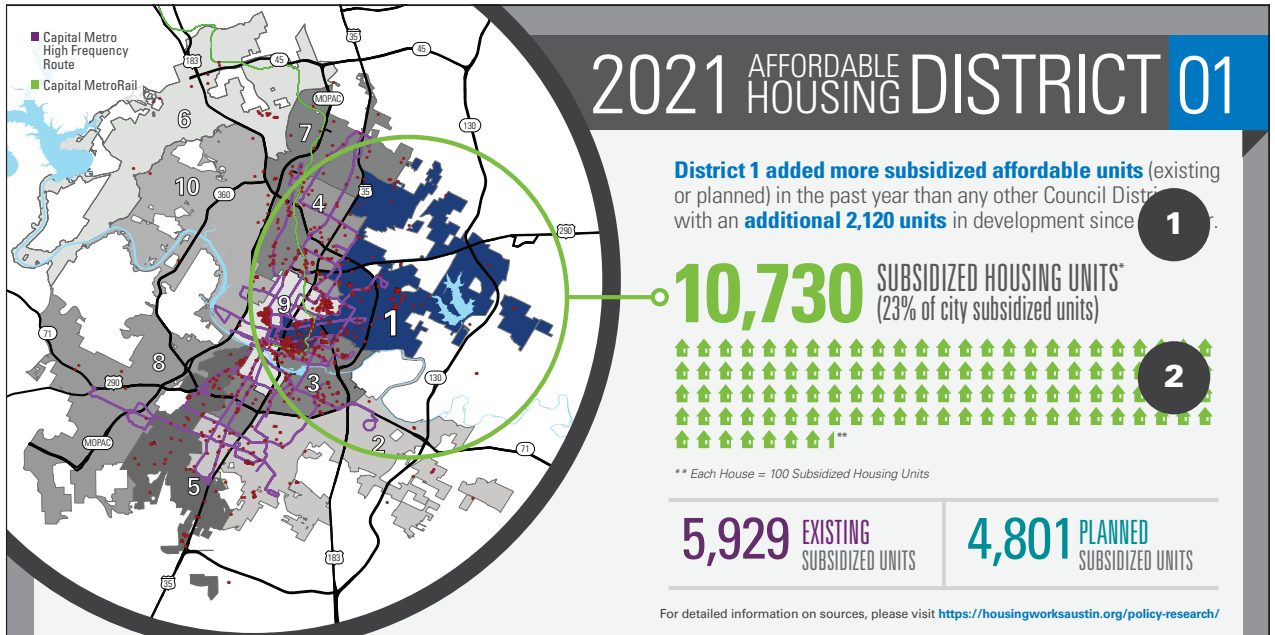 Capital Metro
High Frequency
Route
Capital MetroRail
183
45
35
45
MOPAC
130
6
7
10
360
4
35
290
9
1
71
8
290
3
130
2
MOPAC
71
5
183
35
2021 AFFORDABLE HOUSING DISTRICT 01
District 1 added more subsidized affordable units (existing
or planned) in the past year than any other Council
with an additional 2,120 units in development since
1
10,730 SUBSIDIZED HOUSING UNITS*
(23% of city subsidized units)
2
**
** Each House = 100 Subsidized Housing Units
5,929 EXISTING SUBSIDIZED UNITS
4,801 PLANNED SUBSIDIZED UNITS
For detailed information on sources, please visit https://housingworksaustin.org/policy-research/